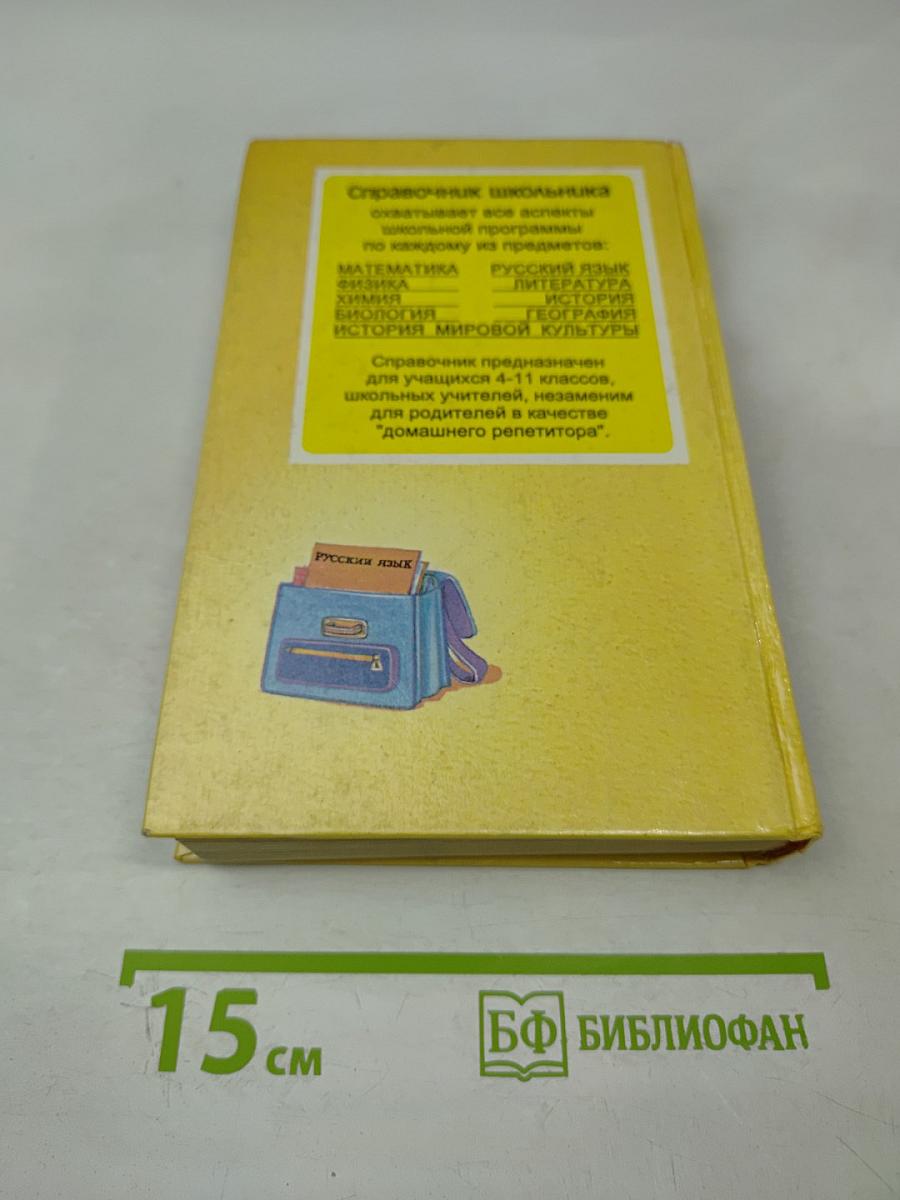 Справочник школьника
охватывает все аспекты
школьной программы
по каждому из предметов:
МАТЕМАТИКА РУССКИЙ ЯЗЫК
ФИЗИКА ЛИТЕРАТУРА
ХИМИЯ ИСТОРИЯ
БИОЛОГИЯ ГЕОГРАФИЯ
ИСТОРИЯ МИРОВОЙ КУЛЬТУРЫ
Справочник предназначен
для учащихся 4-11 классов,
школьных учителей, незаменим
для родителей в качестве
"домашнего репетитора".
РУССКИЙ ЯЗЫК
15 см
БФ БИБЛИОФАН